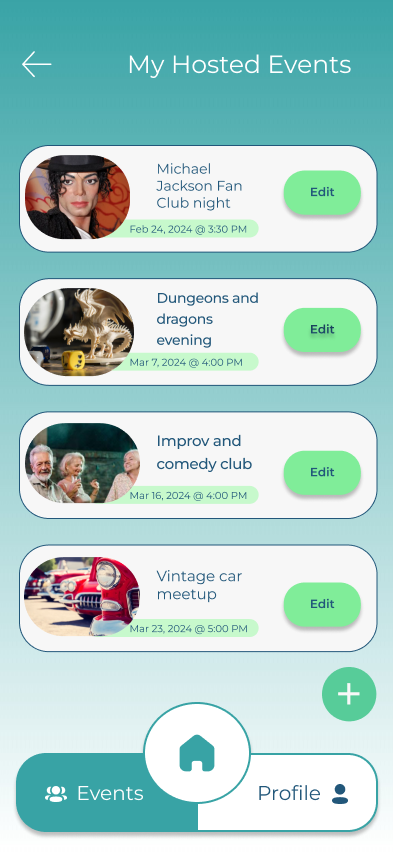 My Hosted Events
Michael
Jackson Fan
Club night
Feb 24, 2024 @ 3:30 PM
Edit
Dungeons and
dragons
evening
Mar 7, 2024 @ 4:00 PM
Edit
Improv and
comedy club
Mar 16, 2024 @ 4:00 PM
Edit
Vintage car
meetup
Mar 23, 2024 @ 5:00 PM
Edit
Events
Profile